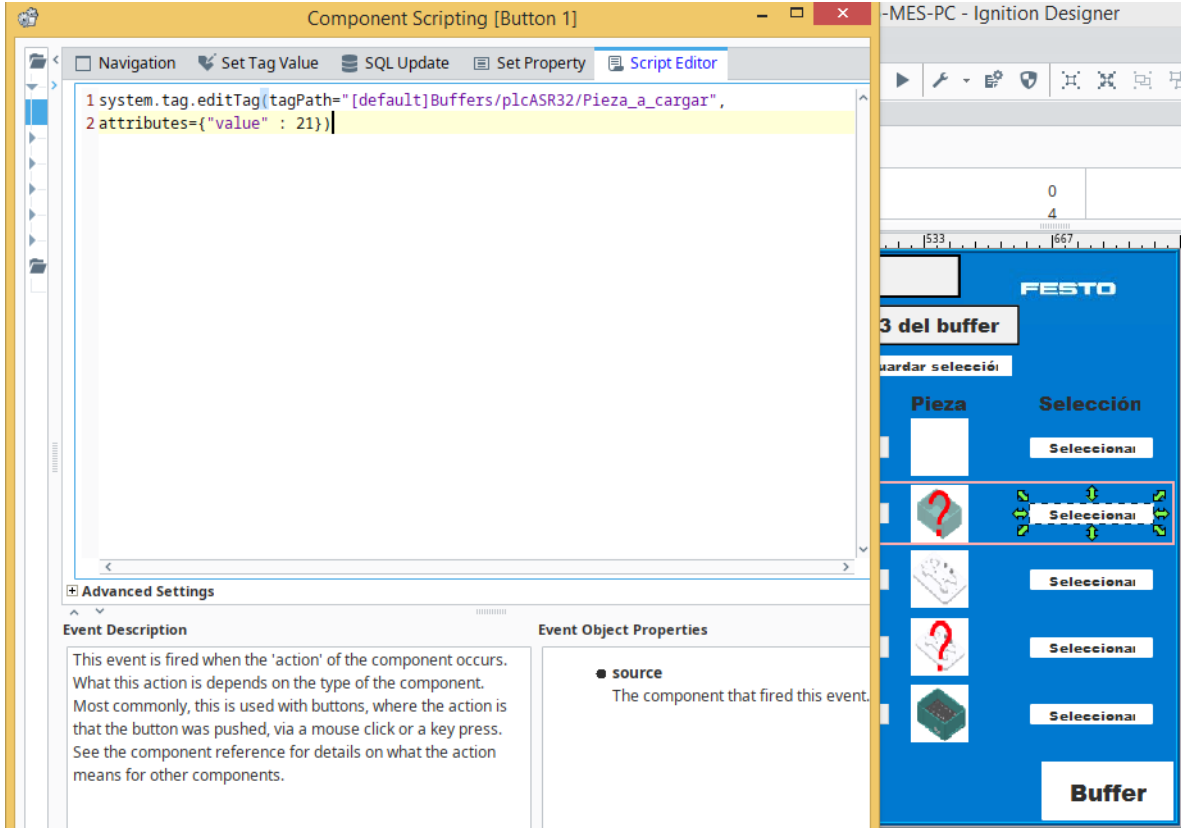 Component Scripting [Button 1]
-MES-PC - Ignition Designer
Navigation Set Tag Value SQL Update Set Property Script Editor
1 system.tag.editTag(tagPath="[default]Buffers/plcASR32/Pieza_a_cargar",
2 attributes={"value" : 21})
0
4
533 667
FESTO
3 del buffer
uardar selección
Pieza Selección
Seleccionar
Seleccionar
Seleccionar
Seleccionar
Seleccionar
Buffer
Advanced Settings
Event Description
This event is fired when the 'action' of the component occurs.
What this action is depends on the type of the component.
Most commonly, this is used with buttons, where the action is
that the button was pushed, via a mouse click or a key press.
See the component reference for details on what the action
means for other components.
Event Object Properties
source
The component that fired this event.